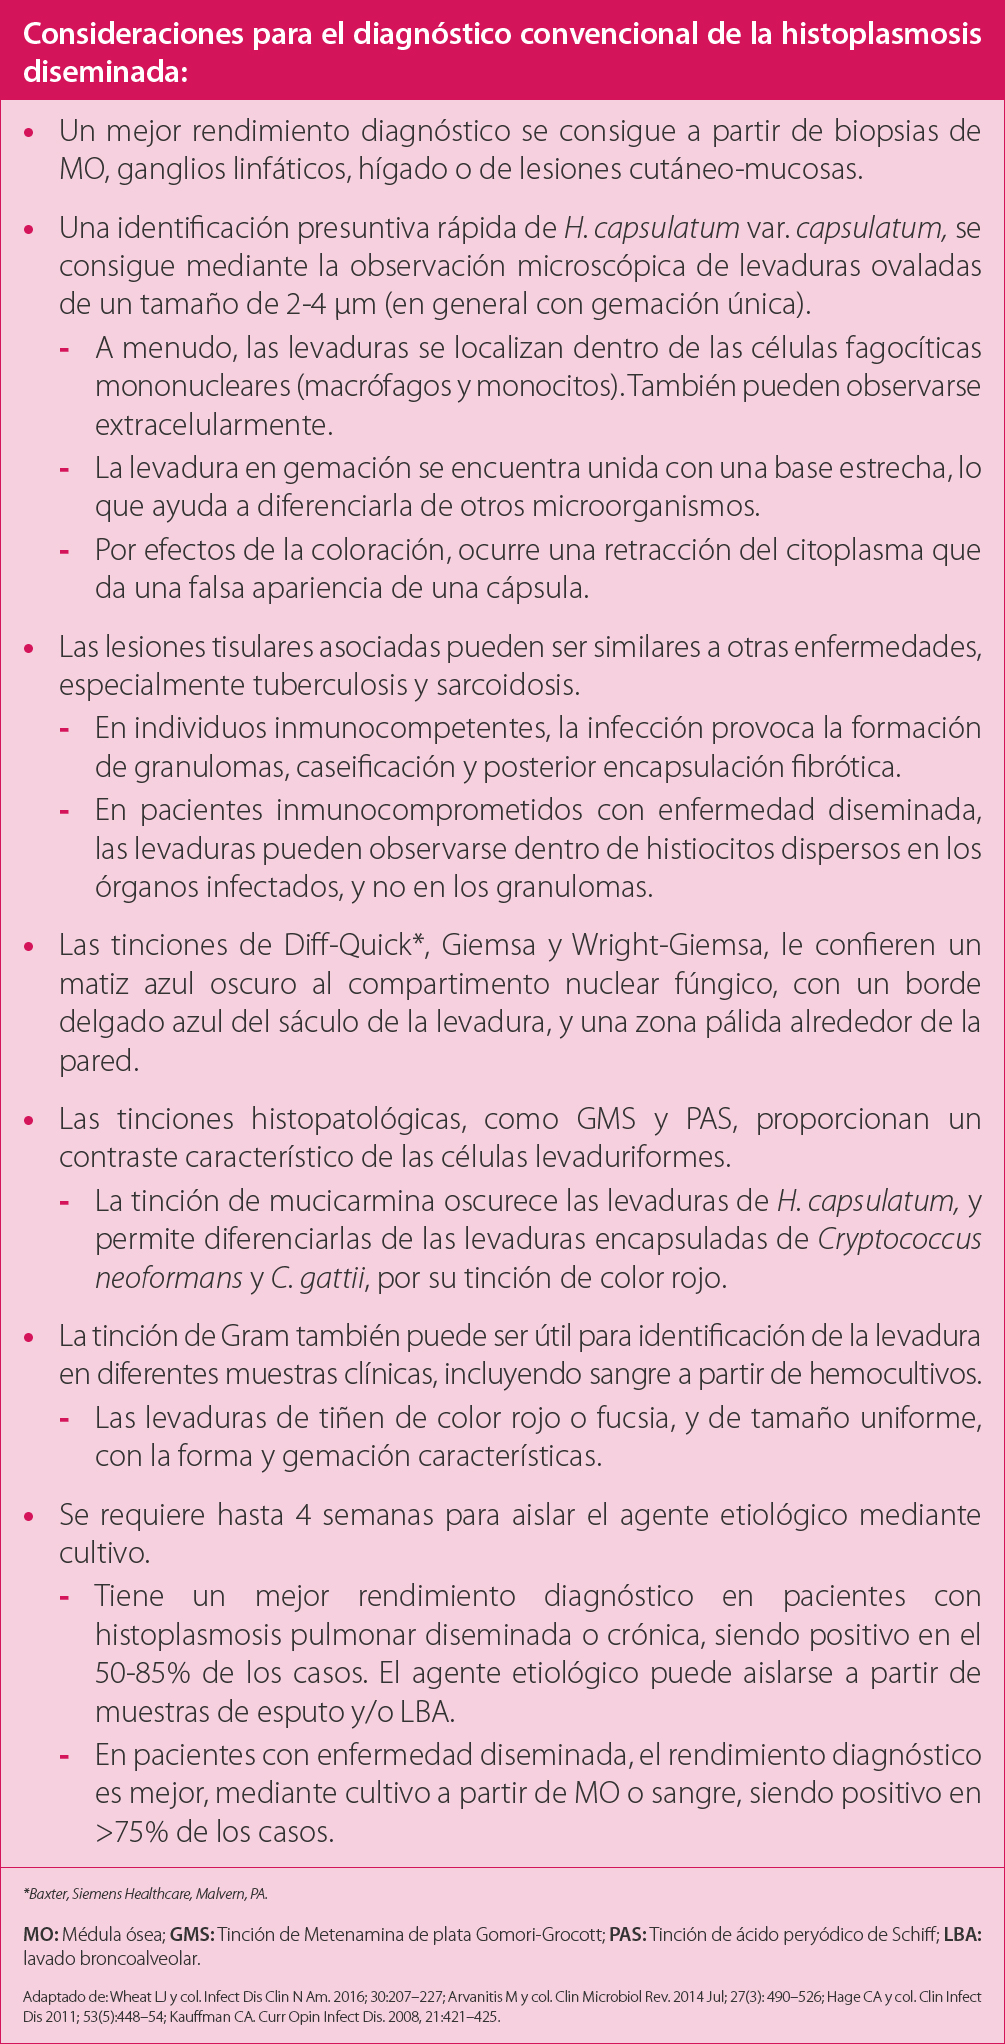 Consideraciones para el diagnóstico convencional de la histoplasmosis
diseminada:
• Un mejor rendimiento diagnóstico se consigue a partir de biopsias de
MO, ganglios linfáticos, hígado o de lesiones cutáneo-mucosas.
• Una identificación presuntiva rápida de H. capsulatum var. capsulatum, se
consigue mediante la observación microscópica de levaduras ovaladas
de un tamaño de 2-4 µm (en general con gemación única).
- A menudo, las levaduras se localizan dentro de las células fagocíticas
mononucleares (macrófagos y monocitos). También pueden observarse
extracelularmente.
- La levadura en gemación se encuentra unida con una base estrecha, lo
que ayuda a diferenciarla de otros microorganismos.
- Por efectos de la coloración, ocurre una retracción del citoplasma que
da una falsa apariencia de una cápsula.
• Las lesiones tisulares asociadas pueden ser similares a otras enfermedades,
especialmente tuberculosis y sarcoidosis.
- En individuos inmunocompetentes, la infección provoca la formación
de granulomas, caseificación y posterior encapsulación fibrótica.
- En pacientes inmunocomprometidos con enfermedad diseminada,
las levaduras pueden observarse dentro de histiocitos dispersos en los
órganos infectados, y no en los granulomas.
• Las tinciones de Diff-Quick*, Giemsa y Wright-Giemsa, le confieren un
matiz azul oscuro al compartimento nuclear fúngico, con un borde
delgado azul del sáculo de la levadura, y una zona pálida alrededor de la
pared.
• Las tinciones histopatológicas, como GMS y PAS, proporcionan un
contraste característico de las células levaduriformes.
- La tinción de mucicarmina oscurece las levaduras de H. capsulatum, y
permite diferenciarlas de las levaduras encapsuladas de Cryptococcus
neoformans y C. gattii, por su tinción de color rojo.
• La tinción de Gram también puede ser útil para identificación de la levadura
en diferentes muestras clínicas, incluyendo sangre a partir de hemocultivos.
- Las levaduras de tiñen de color rojo o fucsia, y de tamaño uniforme,
con la forma y gemación características.
• Se requiere hasta 4 semanas para aislar el agente etiológico mediante
cultivo.
- Tiene un mejor rendimiento diagnóstico en pacientes con
histoplasmosis pulmonar diseminada o crónica, siendo positivo en el
50-85% de los casos. El agente etiológico puede aislarse a partir de
muestras de esputo y/o LBA.
- En pacientes con enfermedad diseminada, el rendimiento diagnóstico
es mejor, mediante cultivo a partir de MO o sangre, siendo positivo en
>75% de los casos.
*Baxter, Siemens Healthcare, Malvern, PA.
MO: Médula ósea; GMS: Tinción de Metenamina de plata Gomori-Grocott; PAS: Tinción de ácido peryódico de Schiff; LBA:
lavado broncoalveolar.
Adaptado de: Wheat LJ y col. Infect Dis Clin N Am. 2016; 30:207–227; Arvanitis M y col. Clin Microbiol Rev. 2014 Jul; 27(3): 490–526; Hage CA y col. Clin Infect
Dis 2011; 53(5):448–54; Kauffman CA. Curr Opin Infect Dis. 2008, 21:421–425.